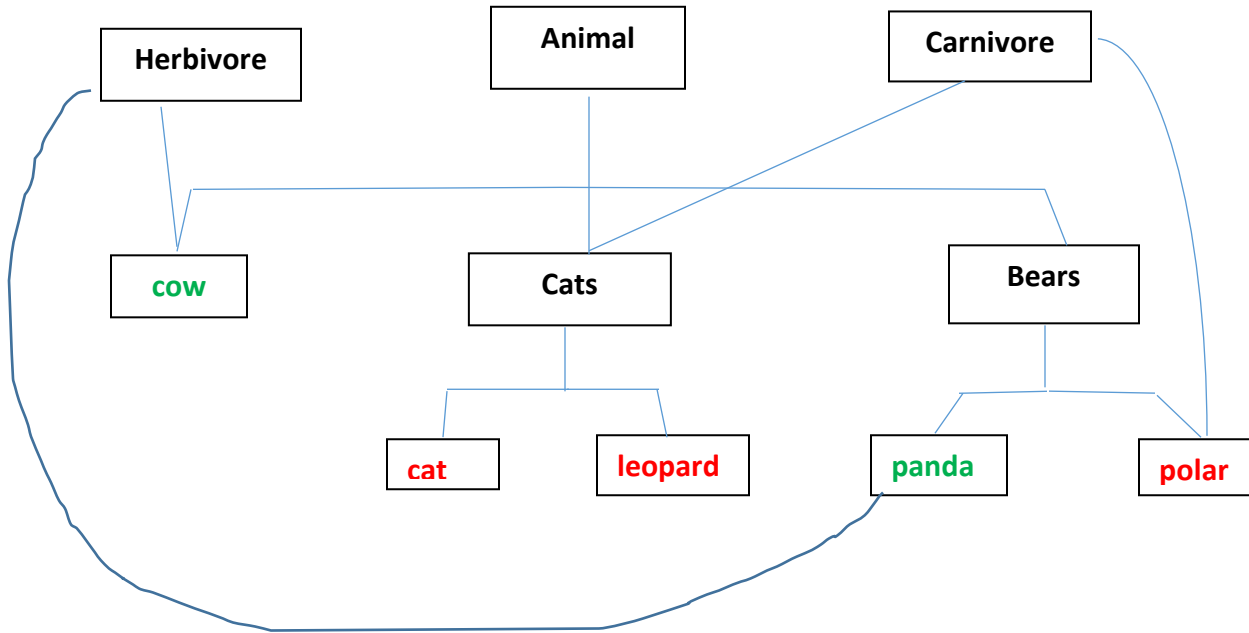 Herbivore
Animal
Carnivore
cow
Cats
Bears
cat
leopard
panda
polar